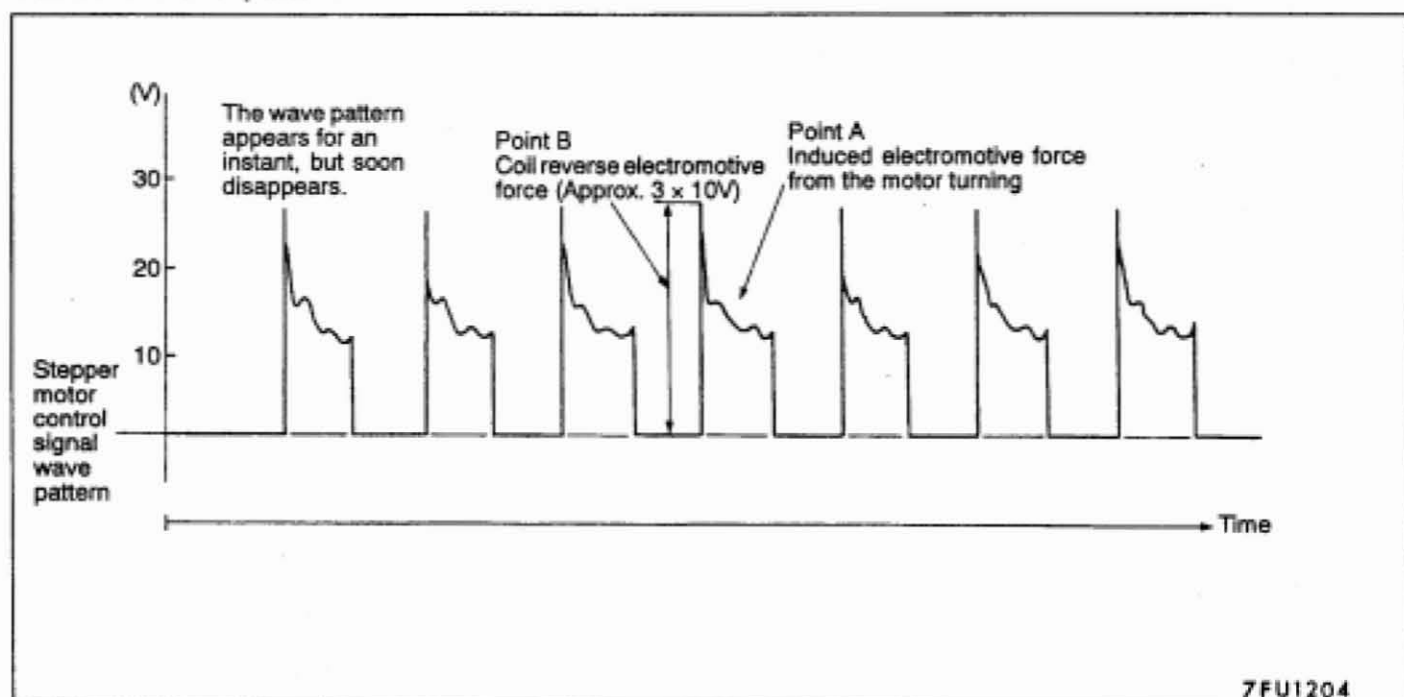 (V)
The wave pattern
appears for an
instant, but soon
disappears.
Point B
Coil reverse electromotive
force (Approx. 3 × 10V)
Point A
Induced electromotive force
from the motor turning
30
20
10
Stepper
motor
control
signal
wave
pattern
Time
7FU1204